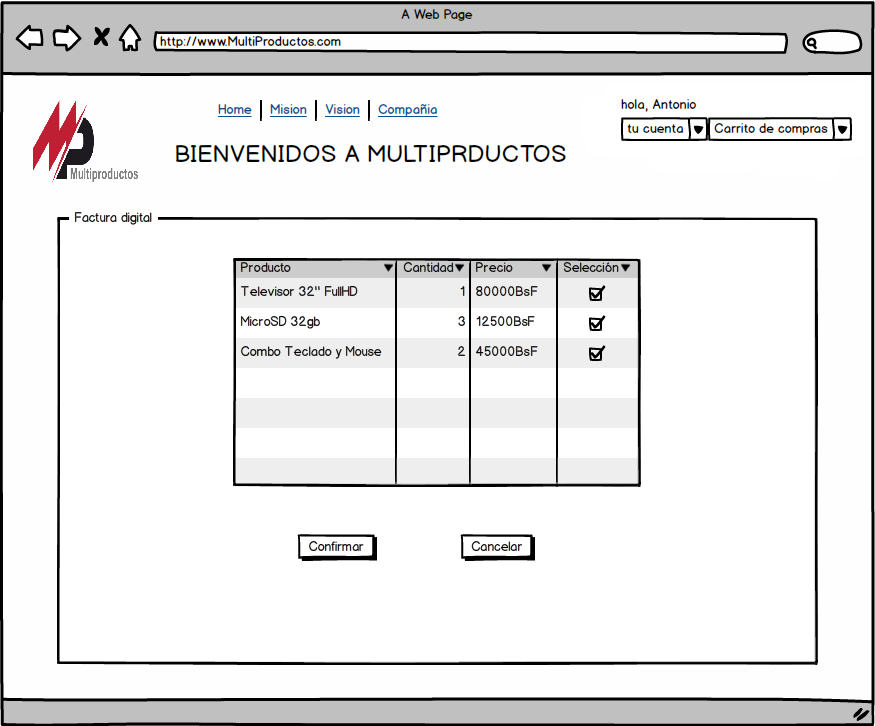 A Web Page
http://www.MultiProductos.com
Home Mision Vision Compañia
hola, Antonio
tu cuenta Carrito de compras
BIENVENIDOS A MULTIPRDUCTOS
MP
Multiproductos
Factura digital
Producto Cantidad Precio Selección
Televisor 32" FullHD 1 80000BsF
MicroSD 32gb 3 12500BsF
Combo Teclado y Mouse 2 45000BsF
Confirmar Cancelar